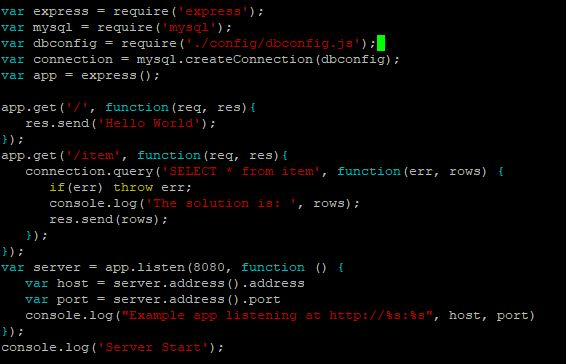 var express = require('express');
var mysql = require('mysql');
var dbconfig = require('./config/dbconfig.js');
var connection = mysql.createConnection(dbconfig);
var app = express();

app.get('/', function(req, res){
   res.send('Hello World');
});
app.get('/item', function(req, res){
   connection.query('SELECT * from item', function(err, rows) {
      if(err) throw err;
      console.log('The solution is: ', rows);
      res.send(rows);
   });
});
var server = app.listen(8080, function () {
   var host = server.address().address
   var port = server.address().port
   console.log("Example app listening at http://%s:%s", host, port)
});
console.log('Server Start');